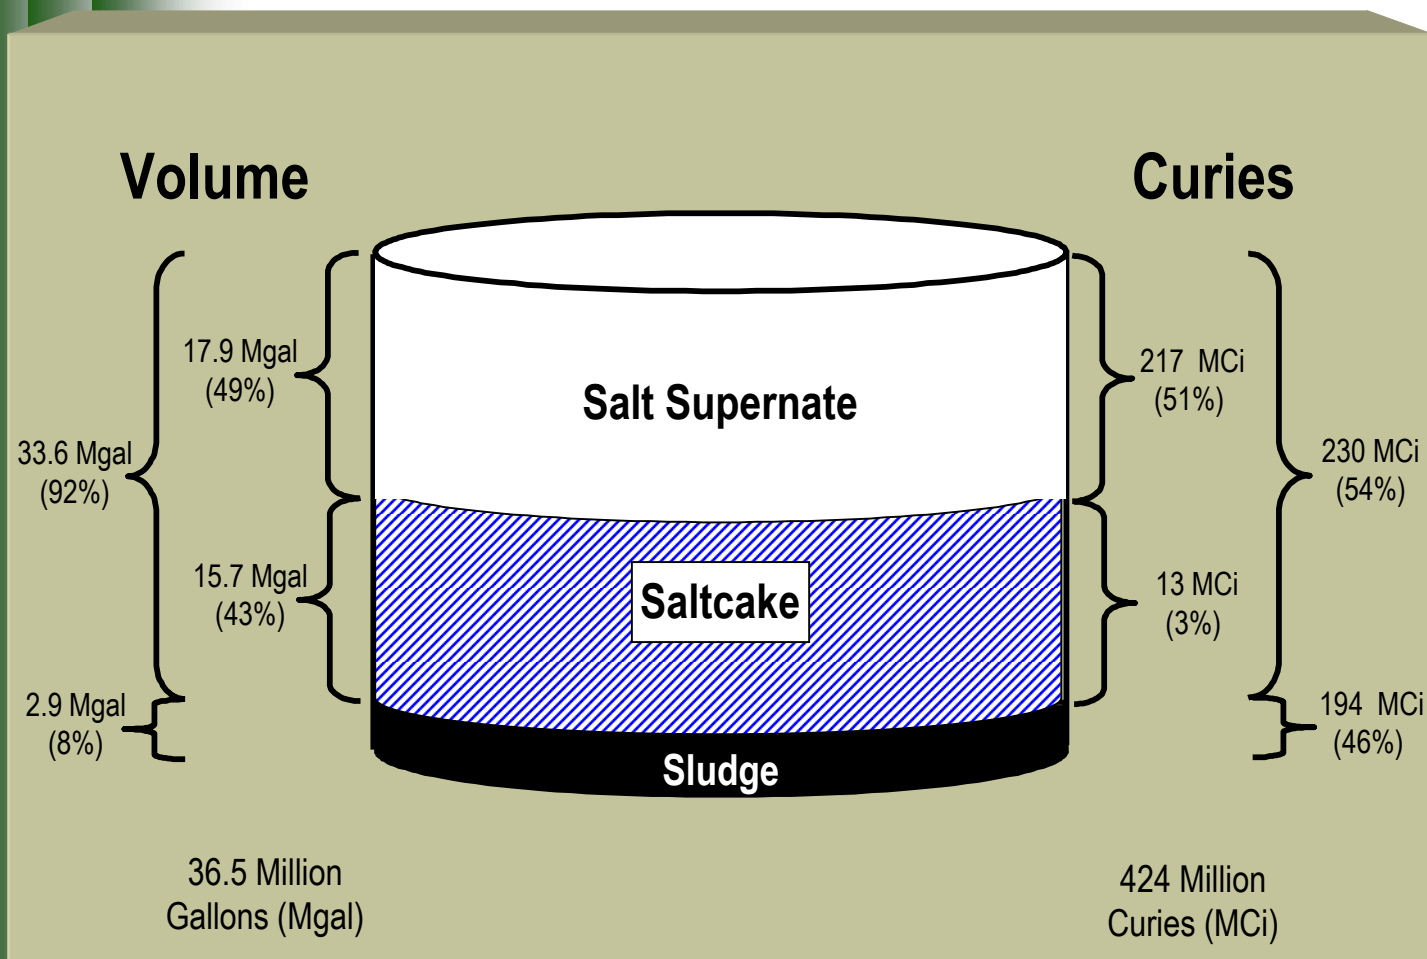 Volume
Curies
17.9 Mgal
(49%)
217 MCi
(51%)
Salt Supernate
33.6 Mgal
(92%)
230 MCi
(54%)
15.7 Mgal
(43%)
Saltcake
13 MCi
(3%)
2.9 Mgal
(8%)
194 MCi
(46%)
Sludge
36.5 Million
Gallons (Mgal)
424 Million
Curies (MCi)